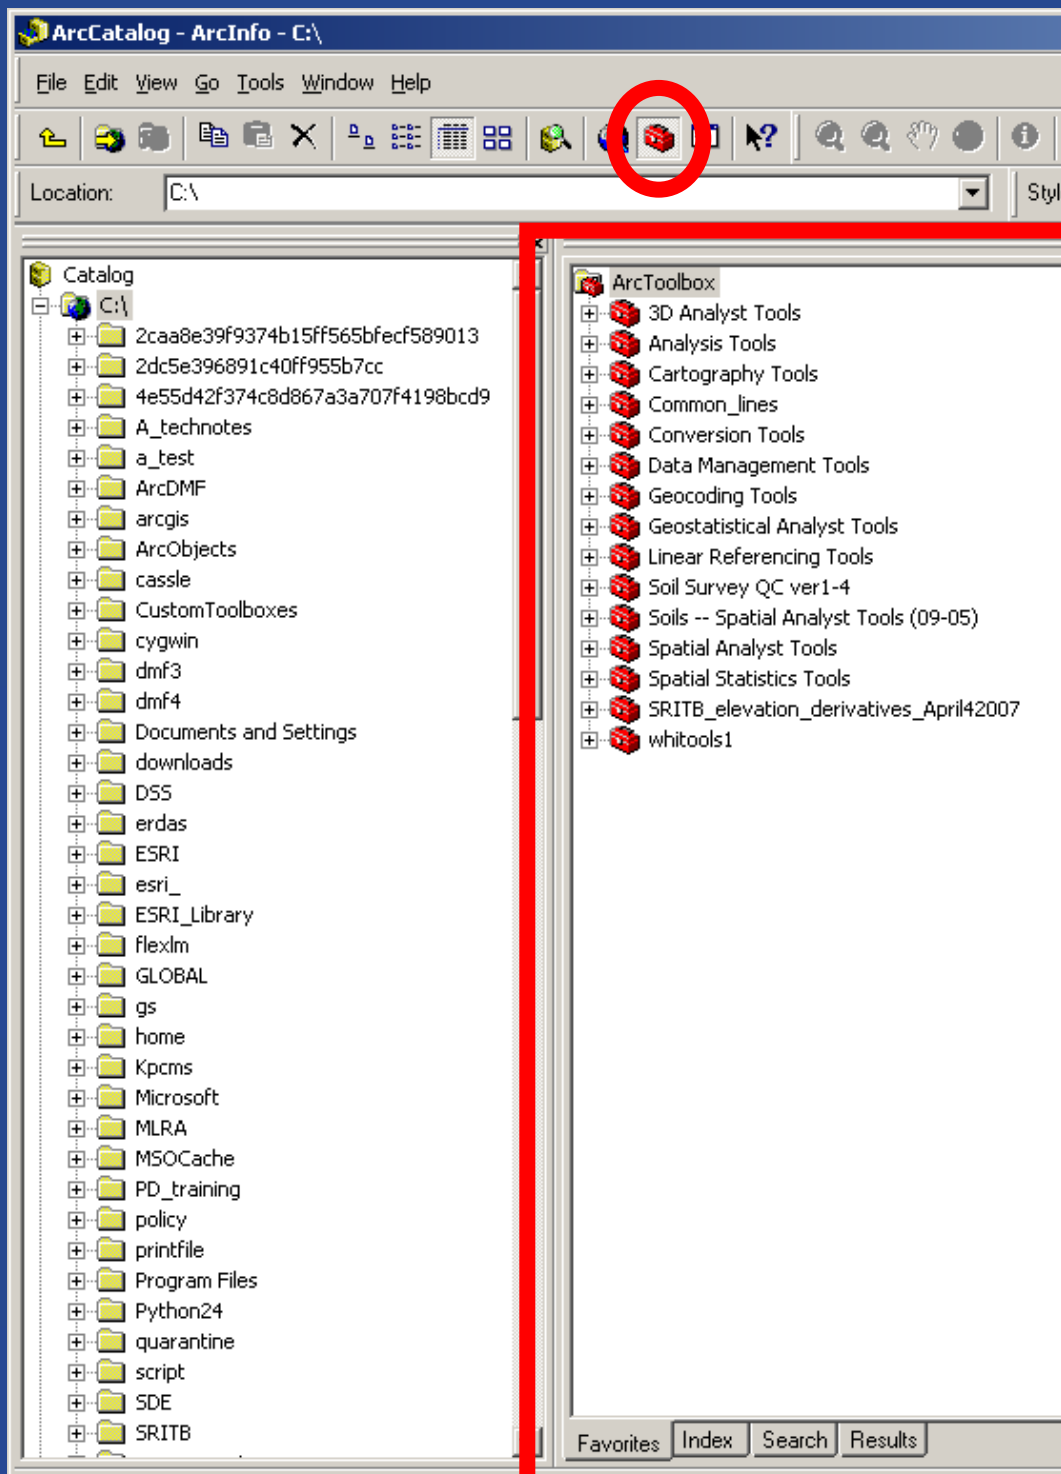 ArcCatalog - ArcInfo - C:\
File Edit View Go Tools Window Help
Location: C:\ Styl
Catalog
C:\
2caa8e39f9374b15ff565bfecf589013
2dc5e396891c40ff955b7cc
4e55d42f374c8d867a3a707f4198bcd9
A_technotes
a_test
ArcDMF
arcgis
ArcObjects
cassle
CustomToolboxes
cygwin
dmf3
dmf4
Documents and Settings
downloads
DSS
erdas
ESRI
esri_
ESRI_Library
flexlm
GLOBAL
gs
home
Kpcms
Microsoft
MLRA
MSOCache
PD_training
policy
printfile
Program Files
Python24
quarantine
script
SDE
SRITB
ArcToolbox
3D Analyst Tools
Analysis Tools
Cartography Tools
Common_lines
Conversion Tools
Data Management Tools
Geocoding Tools
Geostatistical Analyst Tools
Linear Referencing Tools
Soil Survey QC ver1-4
Soils -- Spatial Analyst Tools (09-05)
Spatial Analyst Tools
Spatial Statistics Tools
SRITB_elevation_derivatives_April42007
whitools1
Favorites Index Search Results